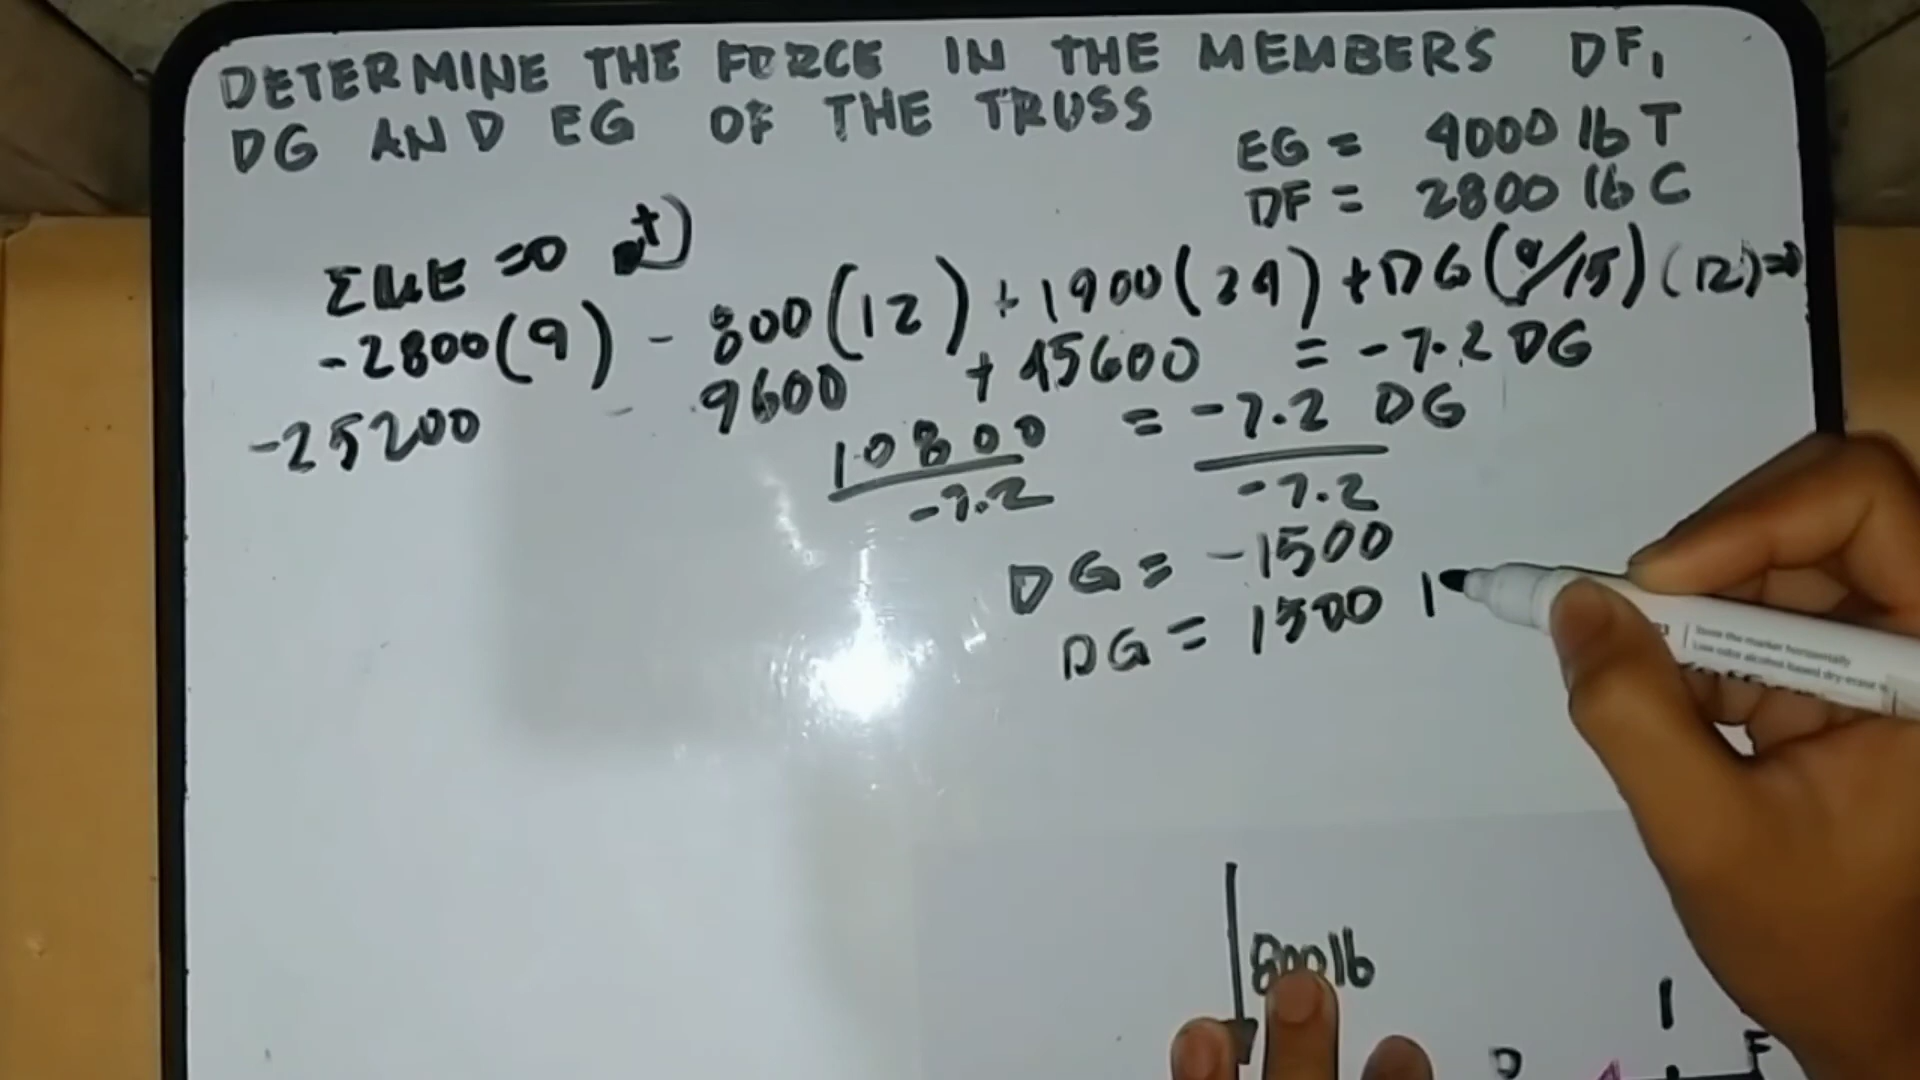 DETERMINE THE FORCE IN THE MEMBERS DF,
DG AND EG OF THE TRUSS
EG = 4000 lb T
DF = 2800 lb C
ΣME =0 +
-2800(9) - 800(12) + 1900(24) + DG(9/15)(12)=0
-25200 - 9600 + 45600 = -7.2 DG
10800 = -7.2 DG
-7.2 -7.2
DG = -1500
DG = 1500 l
800 lb
D F